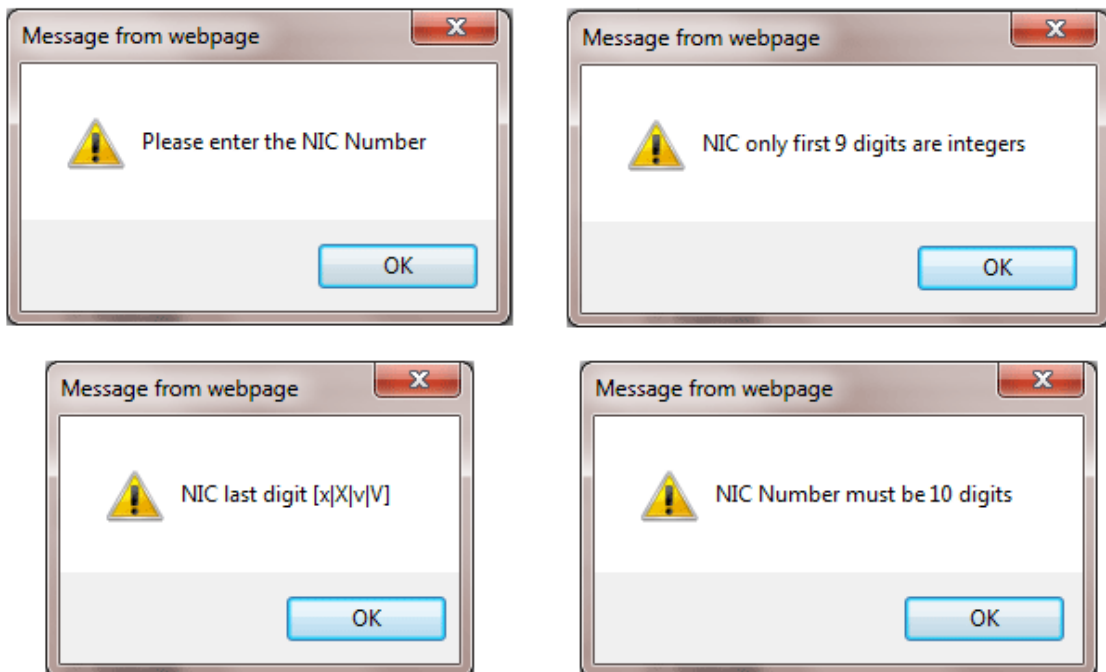 Message from webpage
X
Please enter the NIC Number
OK
Message from webpage
X
NIC only first 9 digits are integers
OK
Message from webpage
X
NIC last digit [x|X|v|V]
OK
Message from webpage
X
NIC Number must be 10 digits
OK